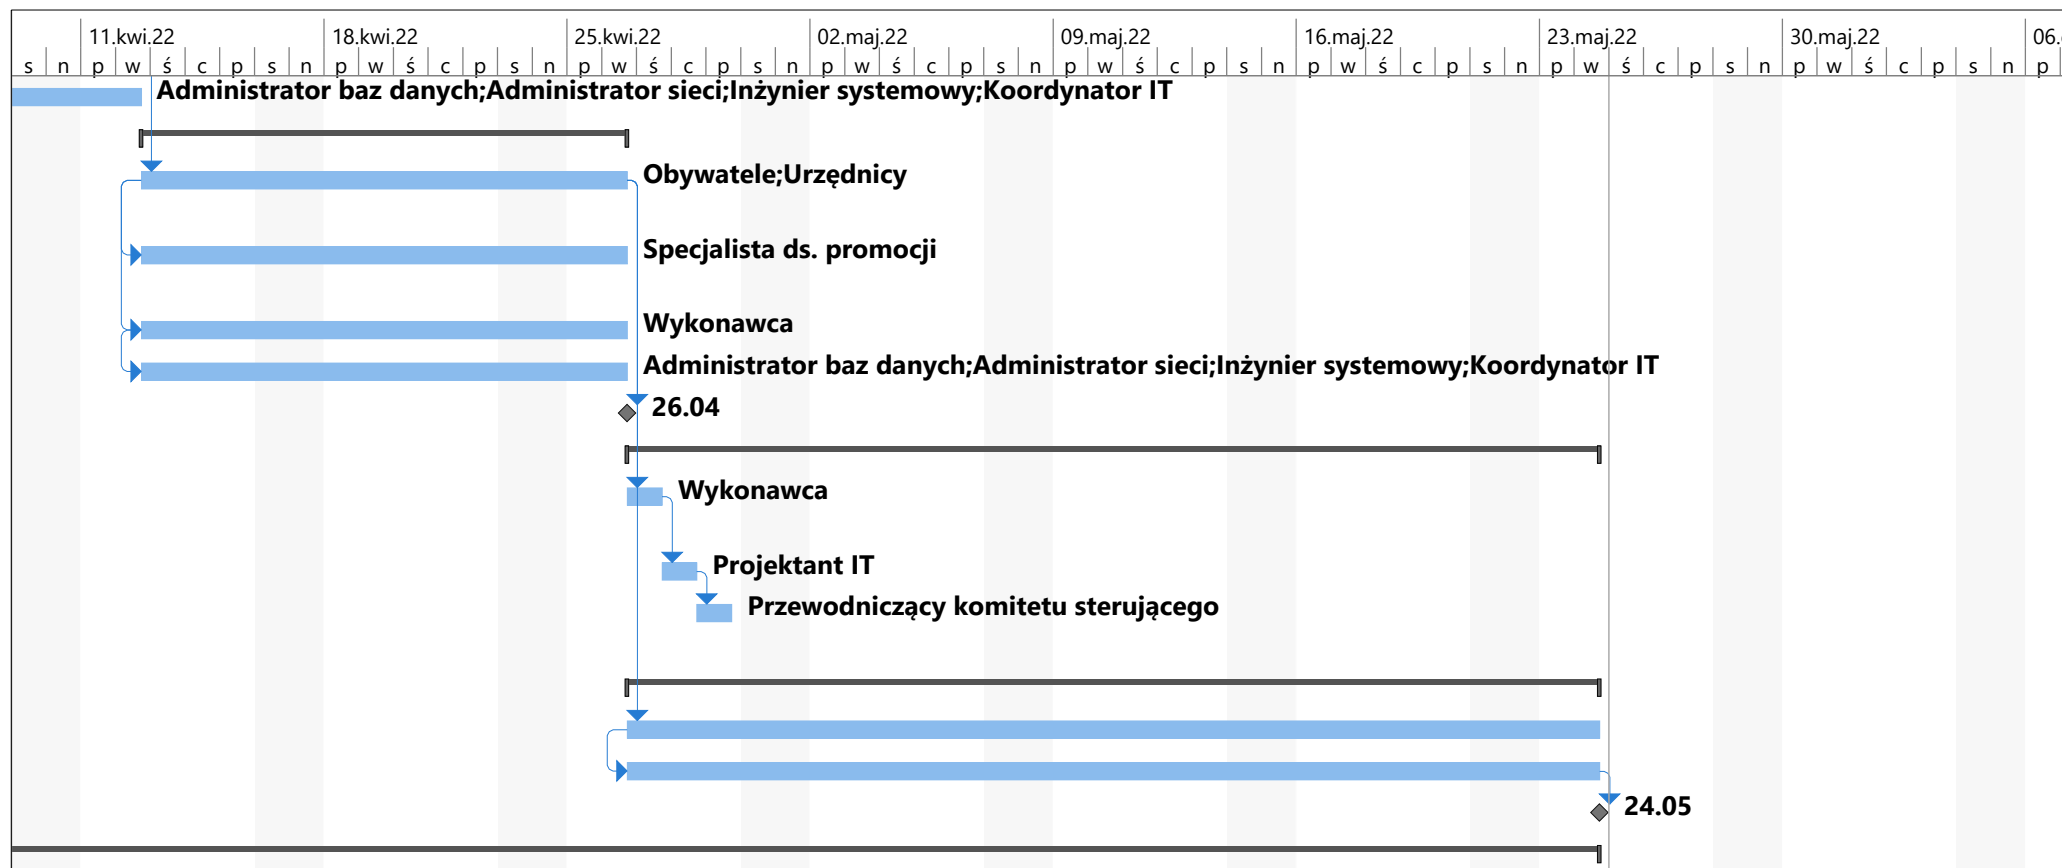 11.kwi.22 18.kwi.22 25.kwi.22 02.maj.22 09.maj.22 16.maj.22 23.maj.22 30.maj.22 06.
s n p w ś c p s n p w ś c p s n p w ś c p s n p w ś c p s n p w ś c p s n p w ś c p s n p w ś c p s n p w ś c p s n p
Administrator baz danych;Administrator sieci;Inżynier systemowy;Koordynator IT
Obywatele;Urzędnicy
Specjalista ds. promocji
Wykonawca
Administrator baz danych;Administrator sieci;Inżynier systemowy;Koordynator IT
26.04
Wykonawca
Projektant IT
Przewodniczący komitetu sterującego
24.05